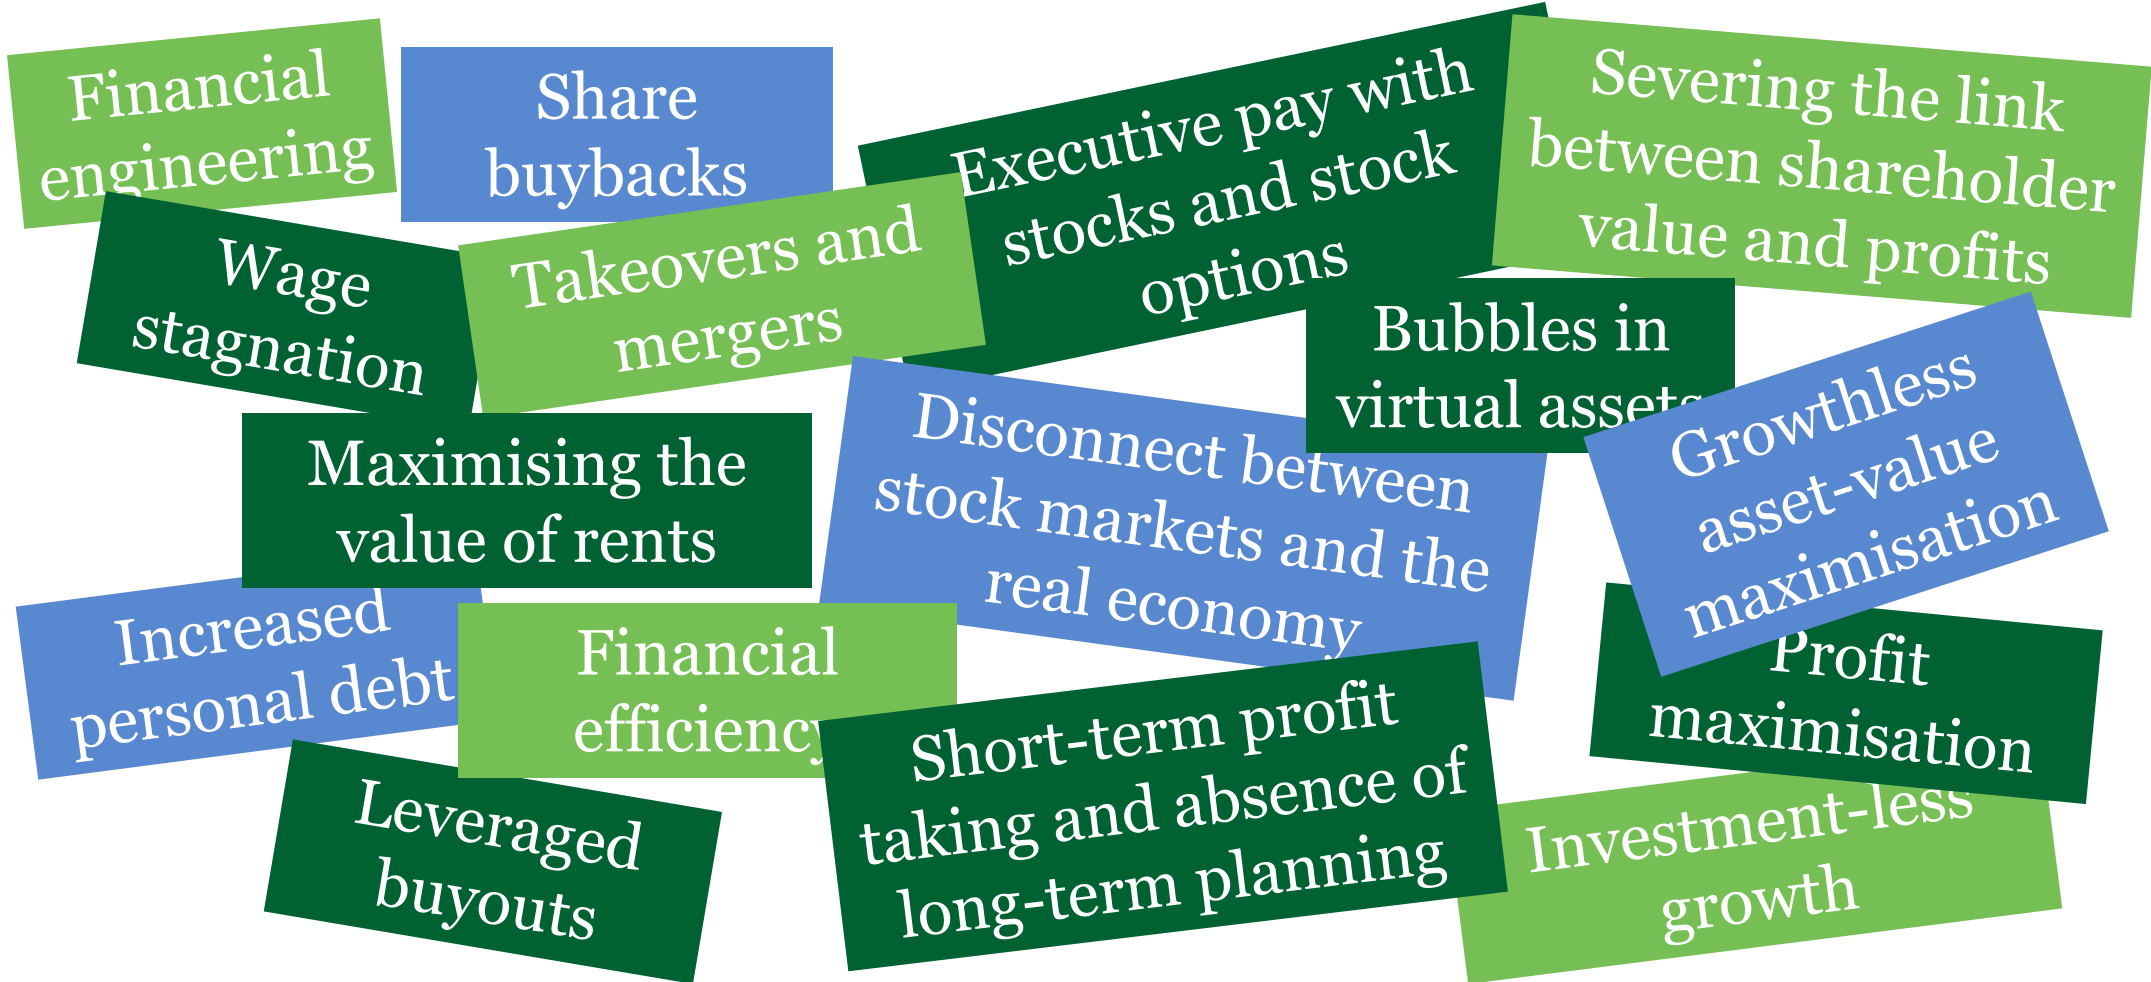 Financial
engineering
Share
buybacks
Executive pay with
stocks and stock
options
Severing the link
between shareholder
value and profits
Wage
stagnation
Takeovers and
mergers
Bubbles in
virtual assets
Growthless
asset-value
maximisation
Maximising the
value of rents
Disconnect between
stock markets and the
real economy
Increased
personal debt
Financial
efficiency
Profit
maximisation
Leveraged
buyouts
Short-term profit
taking and absence of
long-term planning
Investment-less
growth